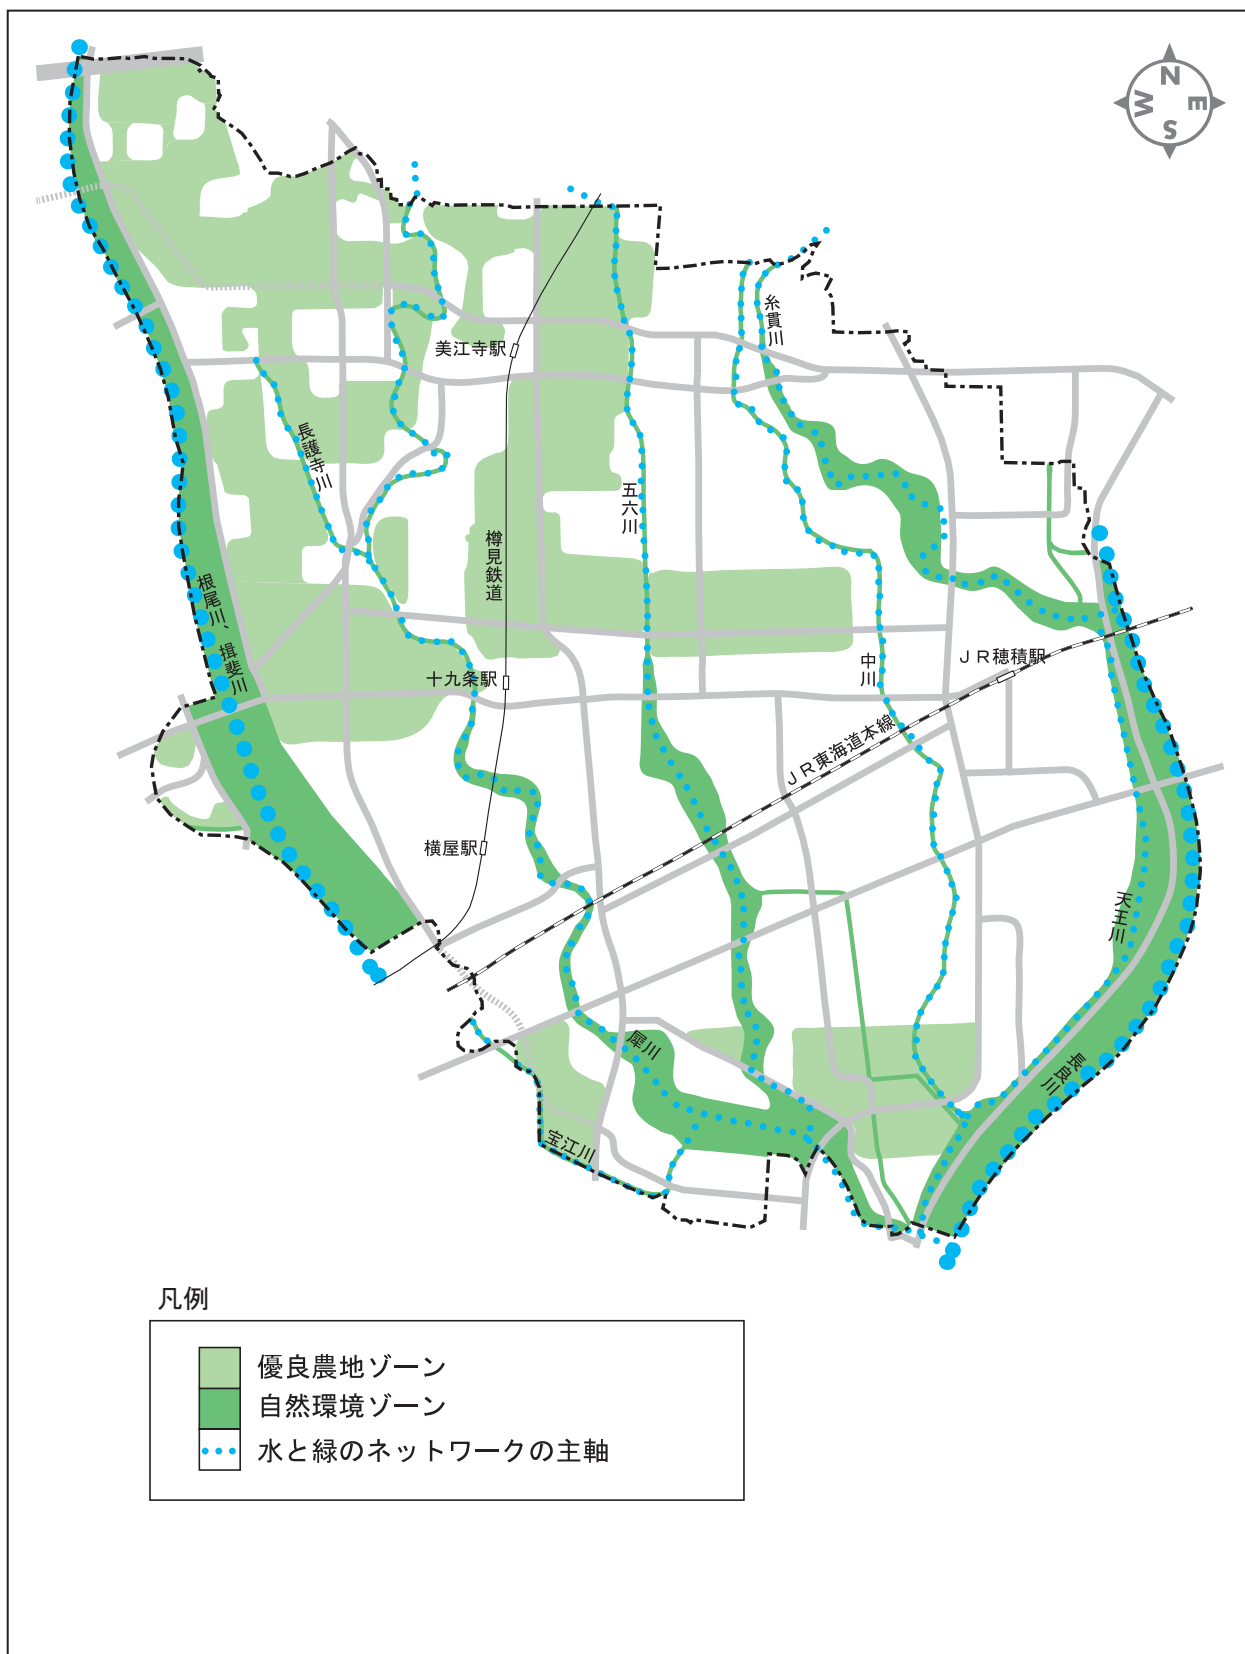 N
W
E
S
糸貫川
美江寺駅
長護寺川
五六川
樽見鉄道
根尾川、揖斐川
中川
ＪＲ穂積駅
十九条駅
ＪＲ東海道本線
横屋駅
天王川
犀川
長良川
宝江川
凡例
優良農地ゾーン
自然環境ゾーン
水と緑のネットワークの主軸